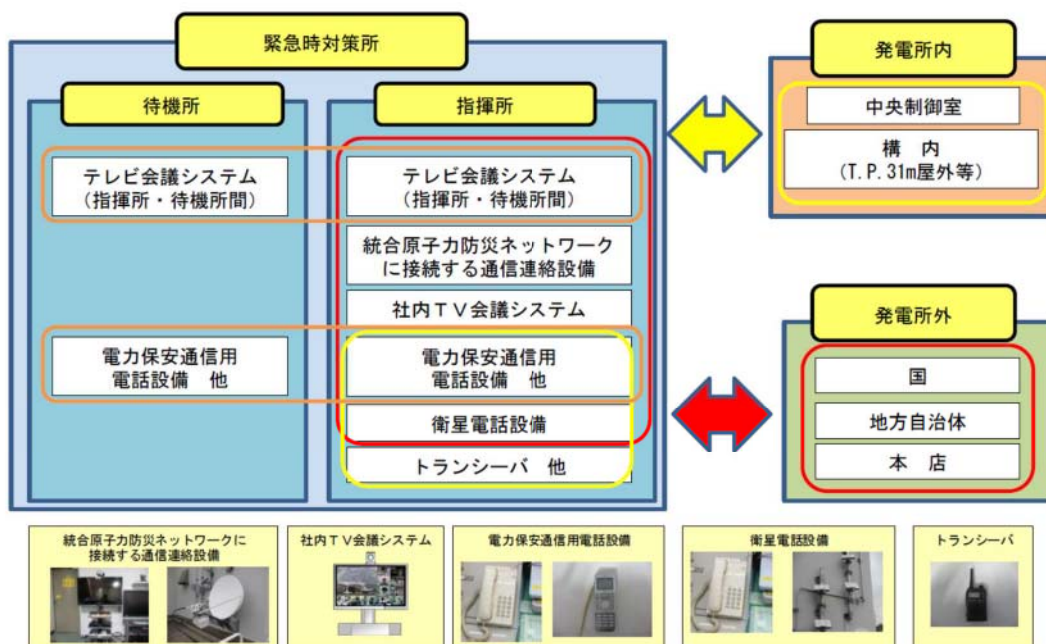 緊急時対策所
待機所
テレビ会議システム
(指揮所・待機所間)
電力保安通信用
電話設備 他
指揮所
テレビ会議システム
(指揮所・待機所間)
統合原子力防災ネットワーク
に接続する通信連絡設備
社内TV会議システム
電力保安通信用
電話設備 他
衛星電話設備
トランシーバ 他
発電所内
中央制御室
構 内
(T.P.31m屋外等)
発電所外
国
地方自治体
本 店
統合原子力防災ネットワークに
接続する通信連絡設備
社内TV会議システム
電力保安通信用電話設備
衛星電話設備
トランシーバ